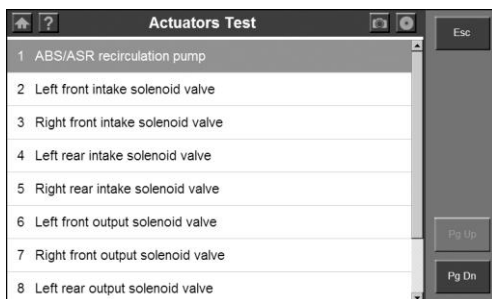 ?
Actuators Test
Esc
1 ABS/ASR recirculation pump
2 Left front intake solenoid valve
3 Right front intake solenoid valve
4 Left rear intake solenoid valve
5 Right rear intake solenoid valve
6 Left front output solenoid valve
7 Right front output solenoid valve
8 Left rear output solenoid valve
Pg Up
Pg Dn